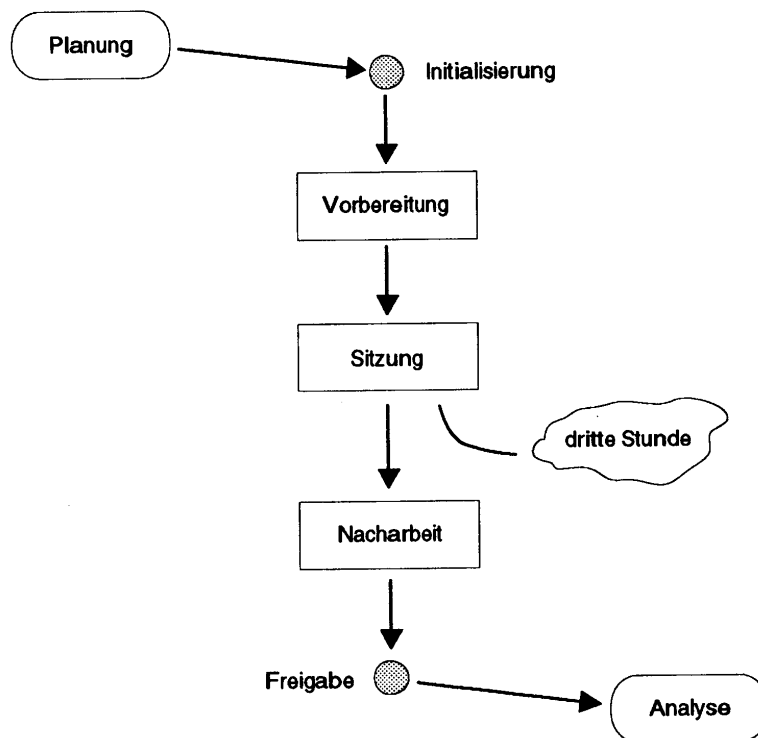 Planung
Initialisierung
Vorbereitung
Sitzung
dritte Stunde
Nacharbeit
Freigabe
Analyse